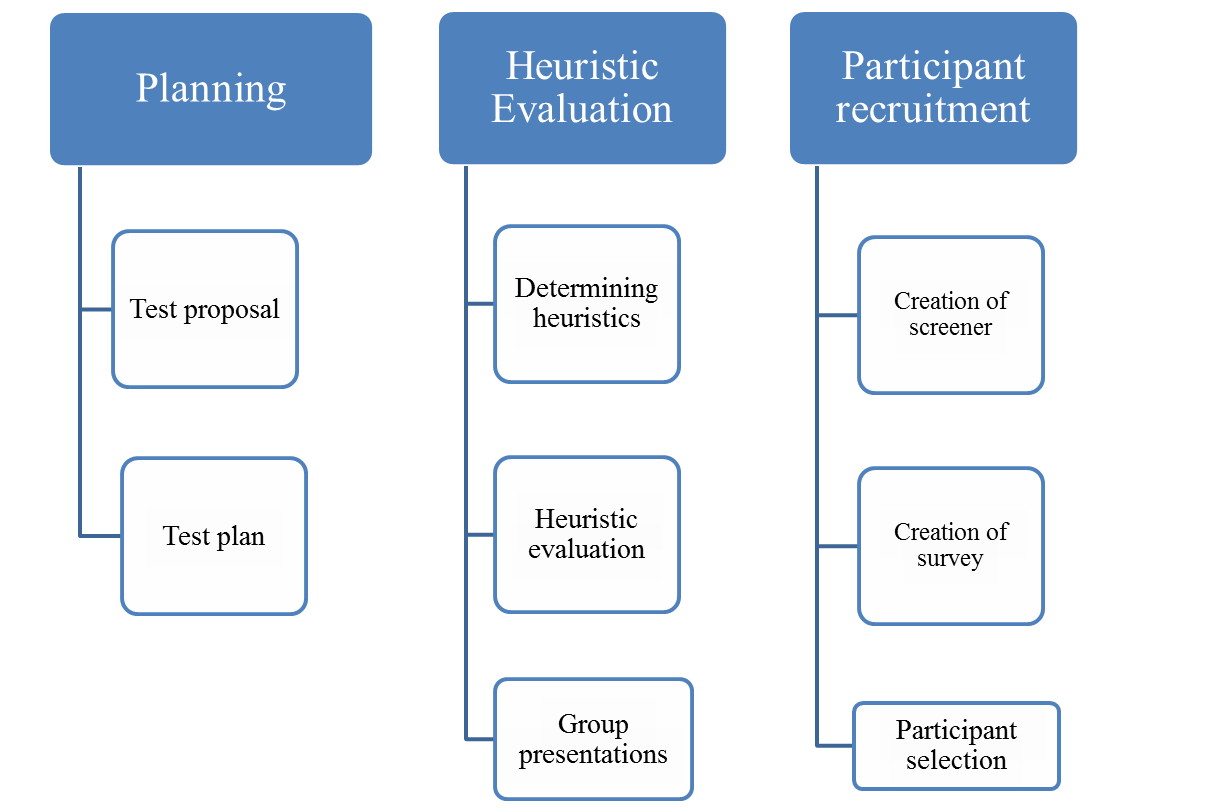 Planning
Test proposal
Test plan
Heuristic
Evaluation
Determining
heuristics
Heuristic
evaluation
Group
presentations
Participant
recruitment
Creation of
screener
Creation of
survey
Participant
selection